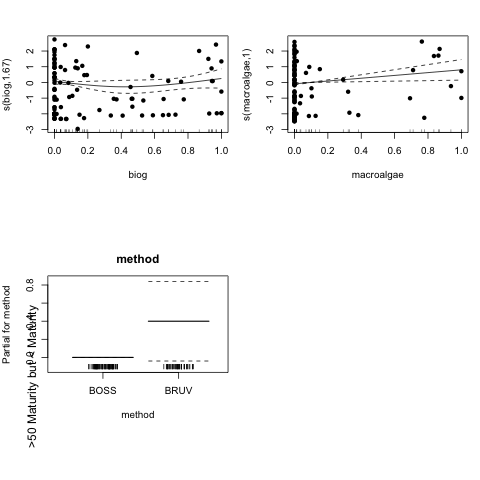 s(biog,1.67)
2
1
0
-1
-3
0.0 0.2 0.4 0.6 0.8 1.0
biog
s(macroalgae,1)
2
1
0
-1
-3
0.0 0.2 0.4 0.6 0.8 1.0
macroalgae
method
Partial for method
>50 Maturity but < Maturity
0.8
BOSS BRUV
method